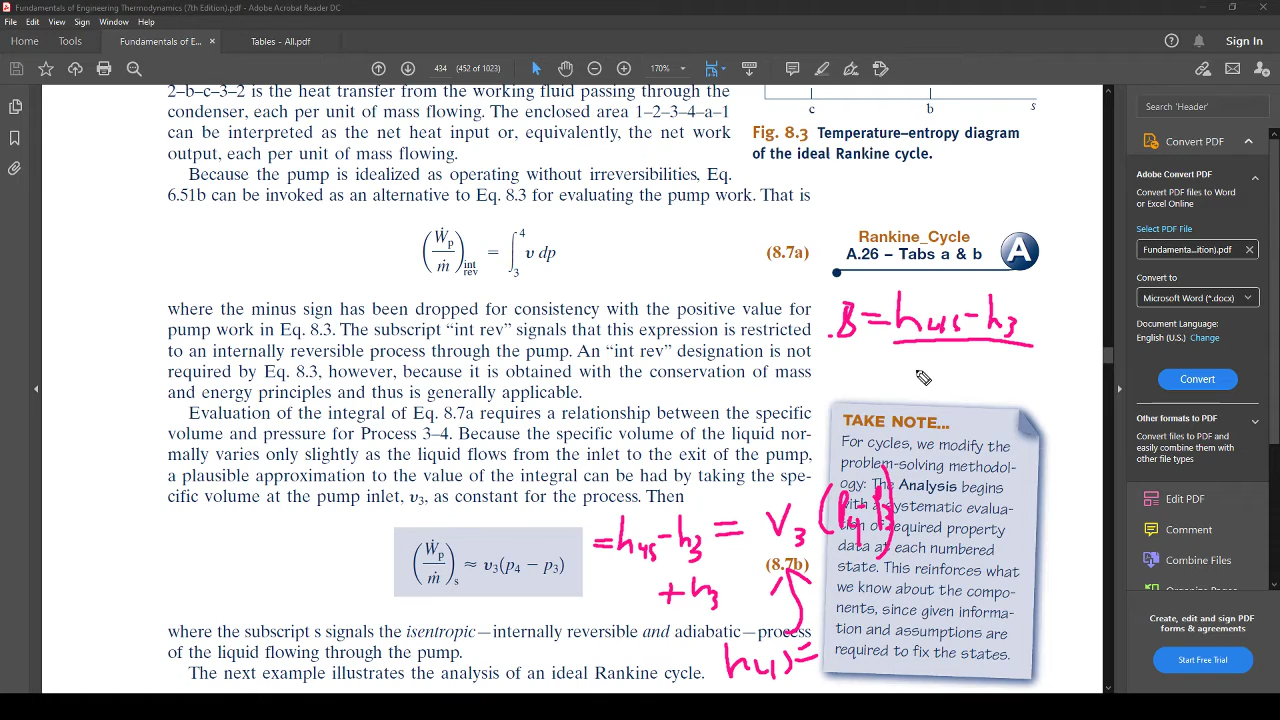 Fundamentals of Engineering Thermodynamics (7th Edition).pdf - Adobe Acrobat Reader DC
File Edit View Sign Window Help
Home Tools Fundamentals of E... × Tables - All.pdf Sign In
434 (452 of 1023) 170%
2–b–c–3–2 is the heat transfer from the working fluid passing through the
condenser, each per unit of mass flowing. The enclosed area 1–2–3–4–a–1
can be interpreted as the net heat input or, equivalently, the net work
output, each per unit of mass flowing.
Because the pump is idealized as operating without irreversibilities, Eq.
6.51b can be invoked as an alternative to Eq. 8.3 for evaluating the pump work. That is
(Ẇp/ṁ)int rev = ∫₃⁴ v dp (8.7a)
where the minus sign has been dropped for consistency with the positive value for
pump work in Eq. 8.3. The subscript “int rev” signals that this expression is restricted
to an internally reversible process through the pump. An “int rev” designation is not
required by Eq. 8.3, however, because it is obtained with the conservation of mass
and energy principles and thus is generally applicable.
Evaluation of the integral of Eq. 8.7a requires a relationship between the specific
volume and pressure for Process 3–4. Because the specific volume of the liquid nor-
mally varies only slightly as the liquid flows from the inlet to the exit of the pump,
a plausible approximation to the value of the integral can be had by taking the spe-
cific volume at the pump inlet, v₃, as constant for the process. Then
(Ẇp/ṁ)s ≈ v₃(p₄ − p₃) (8.7b)
= h4s - h3 = V3 (P4 -
+ h3
h4s =
where the subscript s signals the isentropic—internally reversible and adiabatic—process
of the liquid flowing through the pump.
The next example illustrates the analysis of an ideal Rankine cycle.
c b s
Fig. 8.3 Temperature–entropy diagram
of the ideal Rankine cycle.
Rankine_Cycle
A.26 – Tabs a & b
A
= h4s - h3
TAKE NOTE...
For cycles, we modify the
problem-solving methodol-
ogy: The Analysis begins
with a systematic evalua-
tion of required property
data at each numbered
state. This reinforces what
we know about the compo-
nents, since given informa-
tion and assumptions are
required to fix the states.
Search 'Header'
Convert PDF
Adobe Convert PDF
Convert PDF files to Word
or Excel Online
Select PDF File
Fundamenta...ition).pdf ×
Convert to
Microsoft Word (*.docx)
Document Language:
English (U.S.) Change
Convert
Other formats to PDF
Convert files to PDF and
easily combine them with
other file types
Edit PDF
Comment
Combine Files
Create, edit and sign PDF
forms & agreements
Start Free Trial